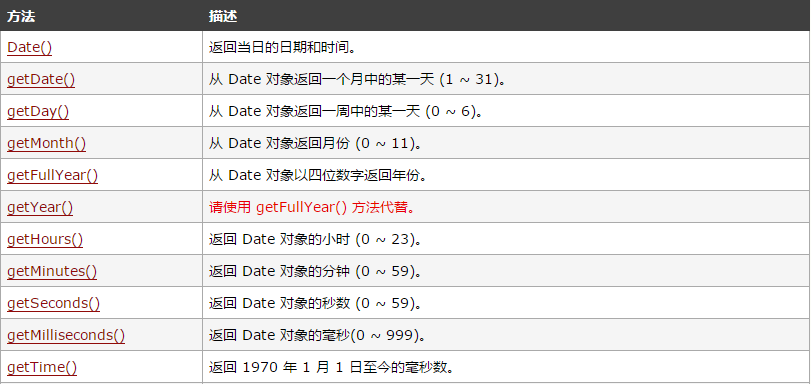 方法 描述
Date() 返回当日的日期和时间。
getDate() 从 Date 对象返回一个月中的某一天 (1 ~ 31)。
getDay() 从 Date 对象返回一周中的某一天 (0 ~ 6)。
getMonth() 从 Date 对象返回月份 (0 ~ 11)。
getFullYear() 从 Date 对象以四位数字返回年份。
getYear() 请使用 getFullYear() 方法代替。
getHours() 返回 Date 对象的小时 (0 ~ 23)。
getMinutes() 返回 Date 对象的分钟 (0 ~ 59)。
getSeconds() 返回 Date 对象的秒数 (0 ~ 59)。
getMilliseconds() 返回 Date 对象的毫秒(0 ~ 999)。
getTime() 返回 1970 年 1 月 1 日至今的毫秒数。